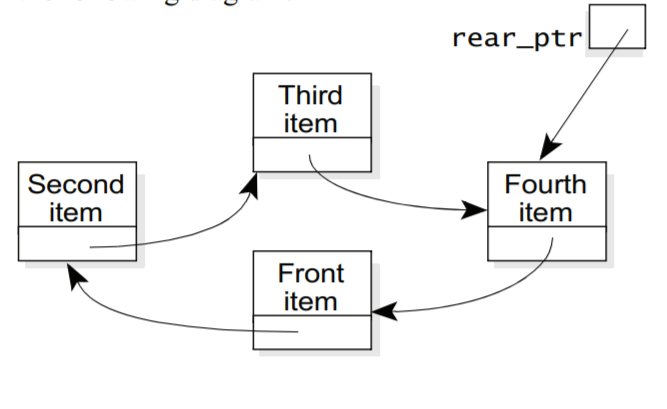 rear_ptr
Third
item
Second
item
Fourth
item
Front
item